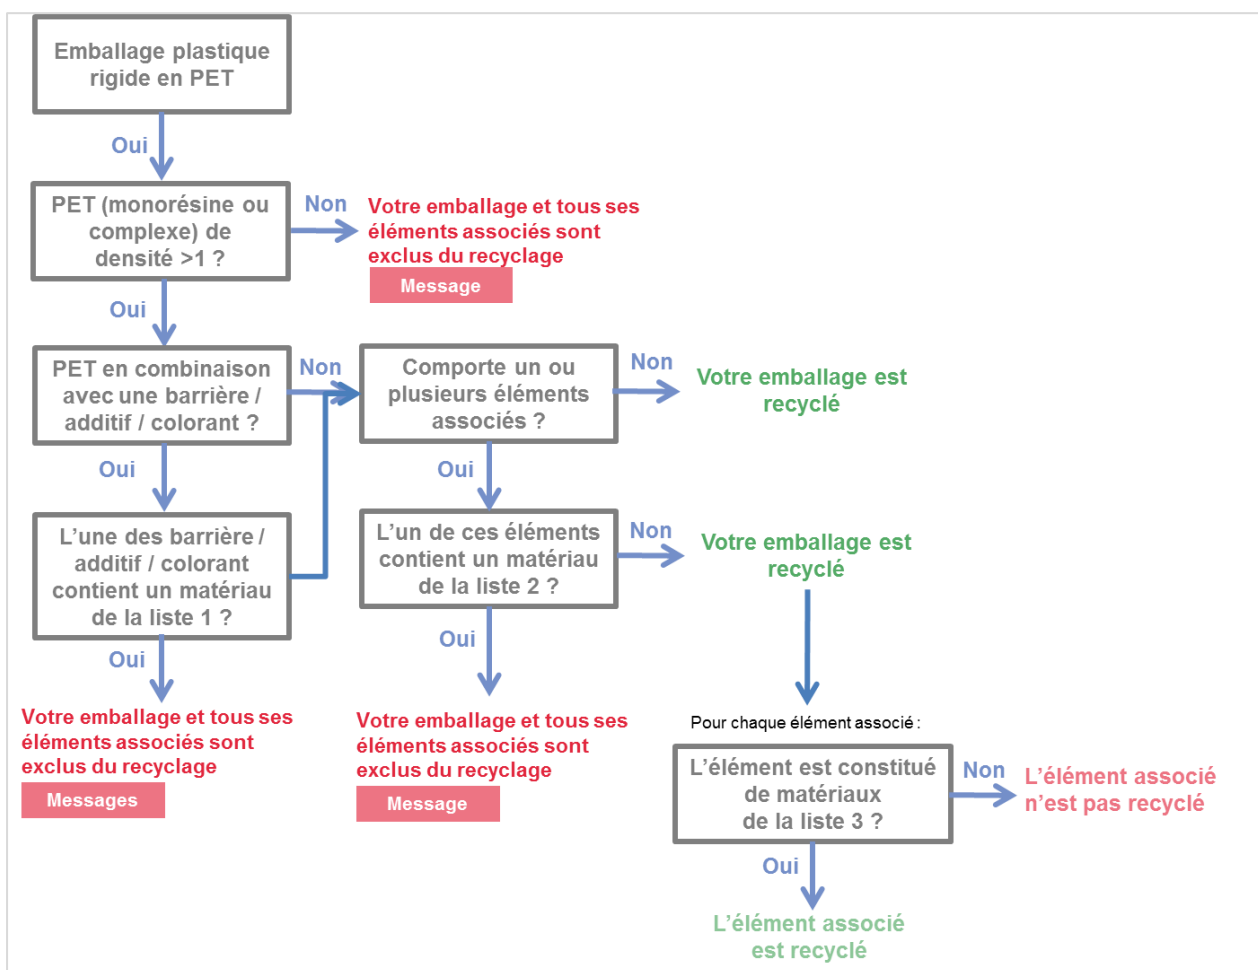 Emballage plastique
rigide en PET
Oui
PET (monorésine ou
complexe) de
densité >1 ?
Non
Votre emballage et tous ses
éléments associés sont
exclus du recyclage
Message
Oui
PET en combinaison
avec une barrière /
additif / colorant ?
Non
Comporte un ou
plusieurs éléments
associés ?
Non
Votre emballage est
recyclé
Oui
Oui
L'une des barrière /
additif / colorant
contient un matériau
de la liste 1 ?
L'un de ces éléments
contient un matériau
de la liste 2 ?
Non
Votre emballage est
recyclé
Oui
Oui
Votre emballage et tous ses
éléments associés sont
exclus du recyclage
Messages
Votre emballage et tous ses
éléments associés sont
exclus du recyclage
Message
Pour chaque élément associé :
L'élément est constitué
de matériaux
de la liste 3 ?
Non
L'élément associé
n'est pas recyclé
Oui
L'élément associé
est recyclé